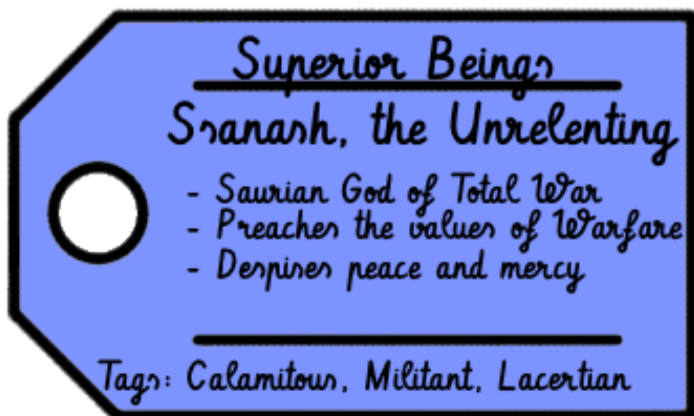 Superior Beings
Ssanash, the Unrelenting
- Saurian God of Total War
- Preaches the values of Warfare
- Despises peace and mercy
Tags: Calamitous, Militant, Lacertian